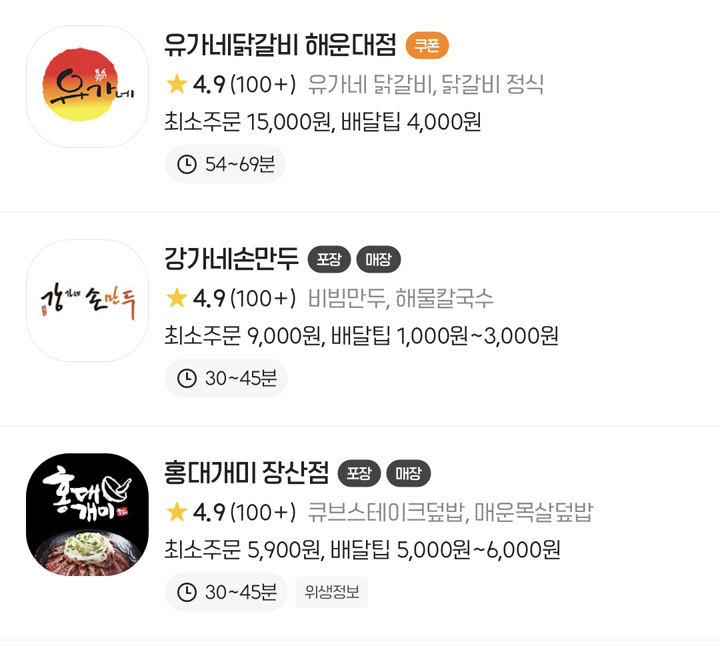 유가네
유가네닭갈비 해운대점 쿠폰
4.9(100+) 유가네 닭갈비, 닭갈비 정식
최소주문 15,000원, 배달팁 4,000원
54~69분
강가네 손만두
강가네손만두 포장 매장
4.9(100+) 비빔만두, 해물칼국수
최소주문 9,000원, 배달팁 1,000원~3,000원
30~45분
홍대
개미
홍대개미 장산점 포장 매장
4.9(100+) 큐브스테이크덮밥, 매운목살덮밥
최소주문 5,900원, 배달팁 5,000원~6,000원
30~45분 위생정보